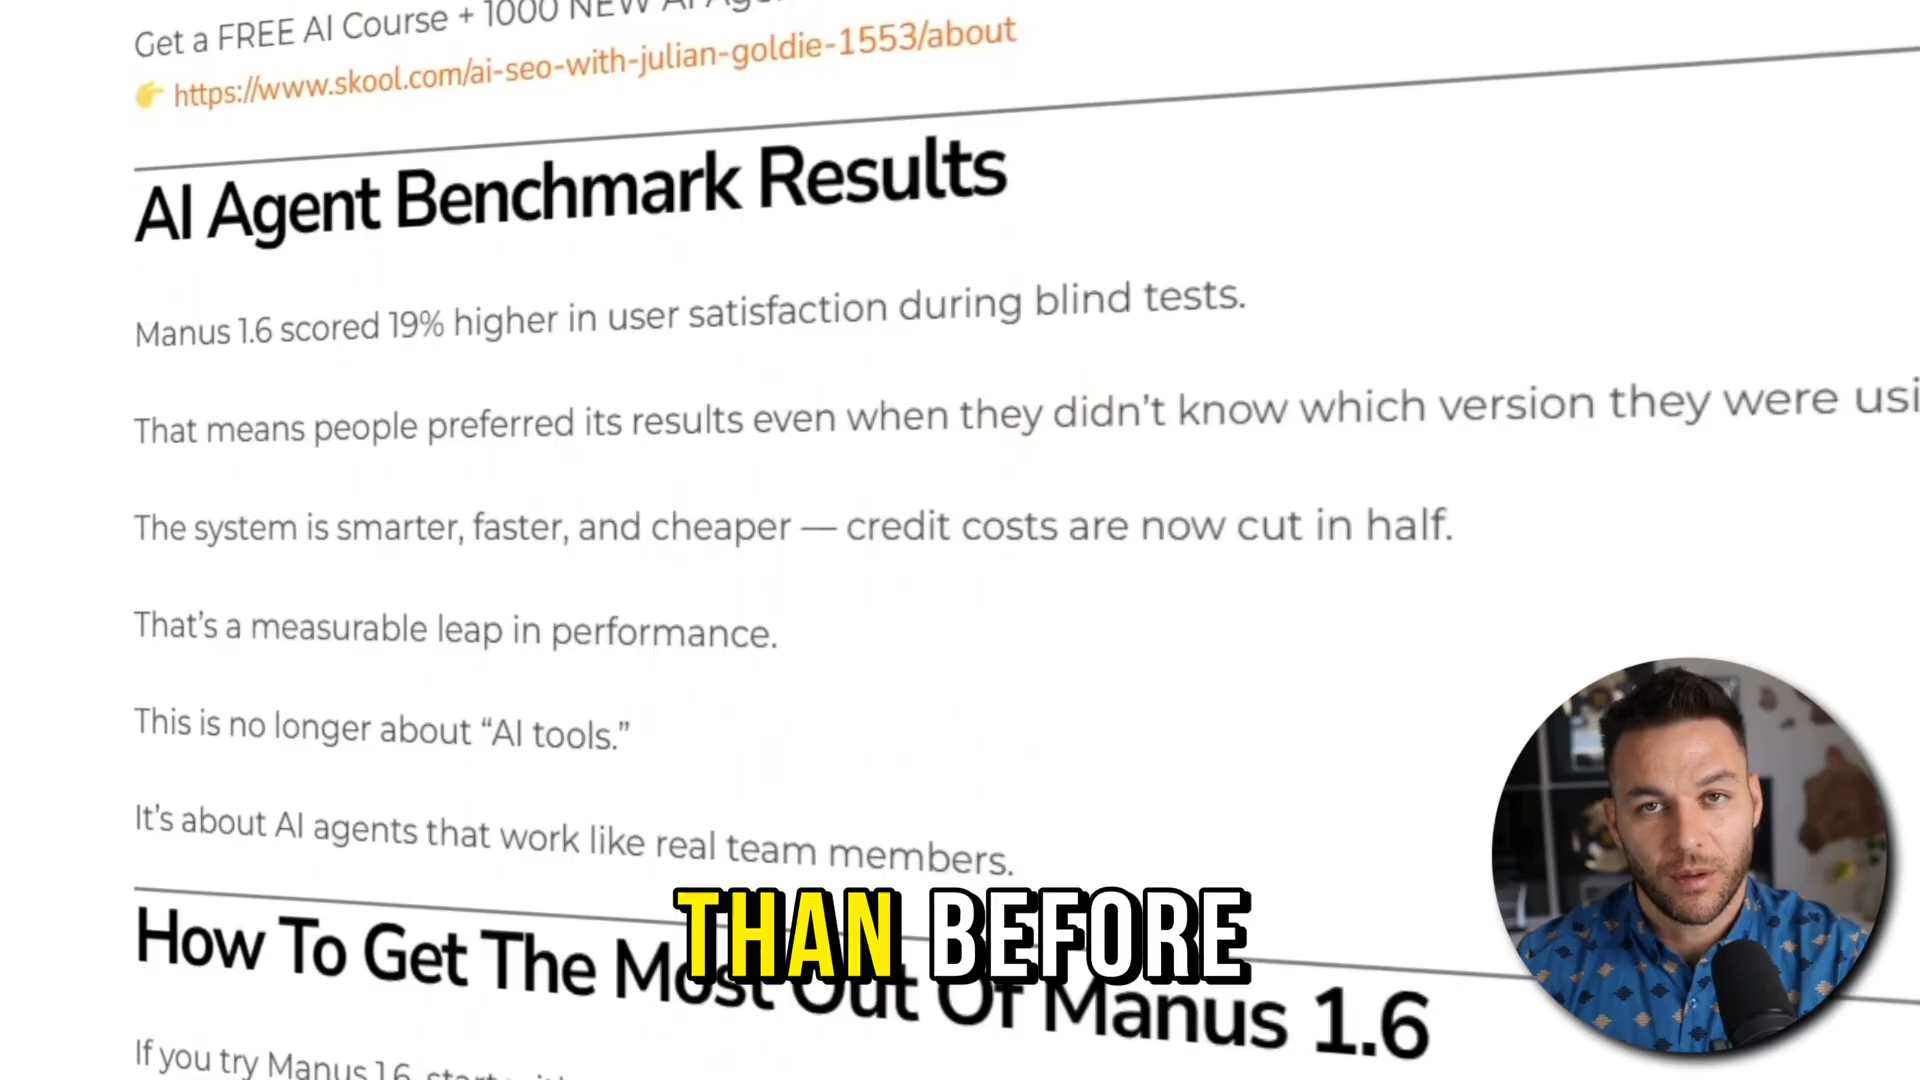 Get a FREE AI Course + 1000 NEW AI
👉 https://www.skool.com/ai-seo-with-julian-goldie-1553/about
AI Agent Benchmark Results
Manus 1.6 scored 19% higher in user satisfaction during blind tests.
That means people preferred its results even when they didn’t know which version they were usi
The system is smarter, faster, and cheaper — credit costs are now cut in half.
That’s a measurable leap in performance.
This is no longer about “AI tools.”
It’s about AI agents that work like real team members.
THAN BEFORE
How To Get The Most Out Of Manus 1.6
If you try Manus 1.6,